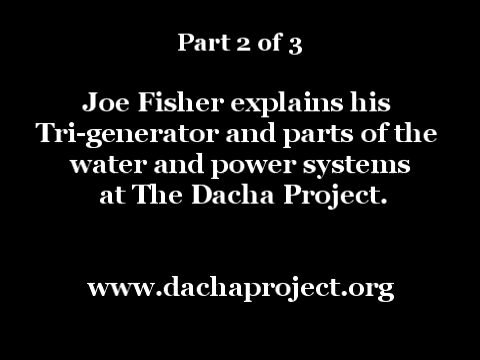 Part 2 of 3
Joe Fisher explains his
Tri-generator and parts of the
water and power systems
at The Dacha Project.
www.dachaproject.org